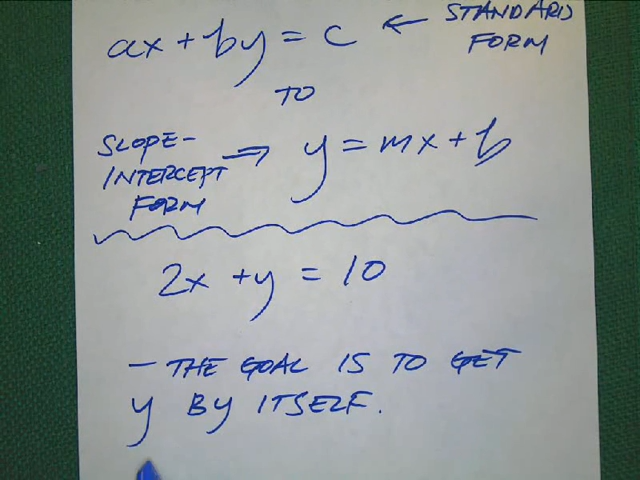 ax + by = c ← STANDARD
FORM
TO
SLOPE-
INTERCEPT
FORM
⇒ y = mx + b
2x + y = 10
- THE GOAL IS TO GET
y BY ITSELF.